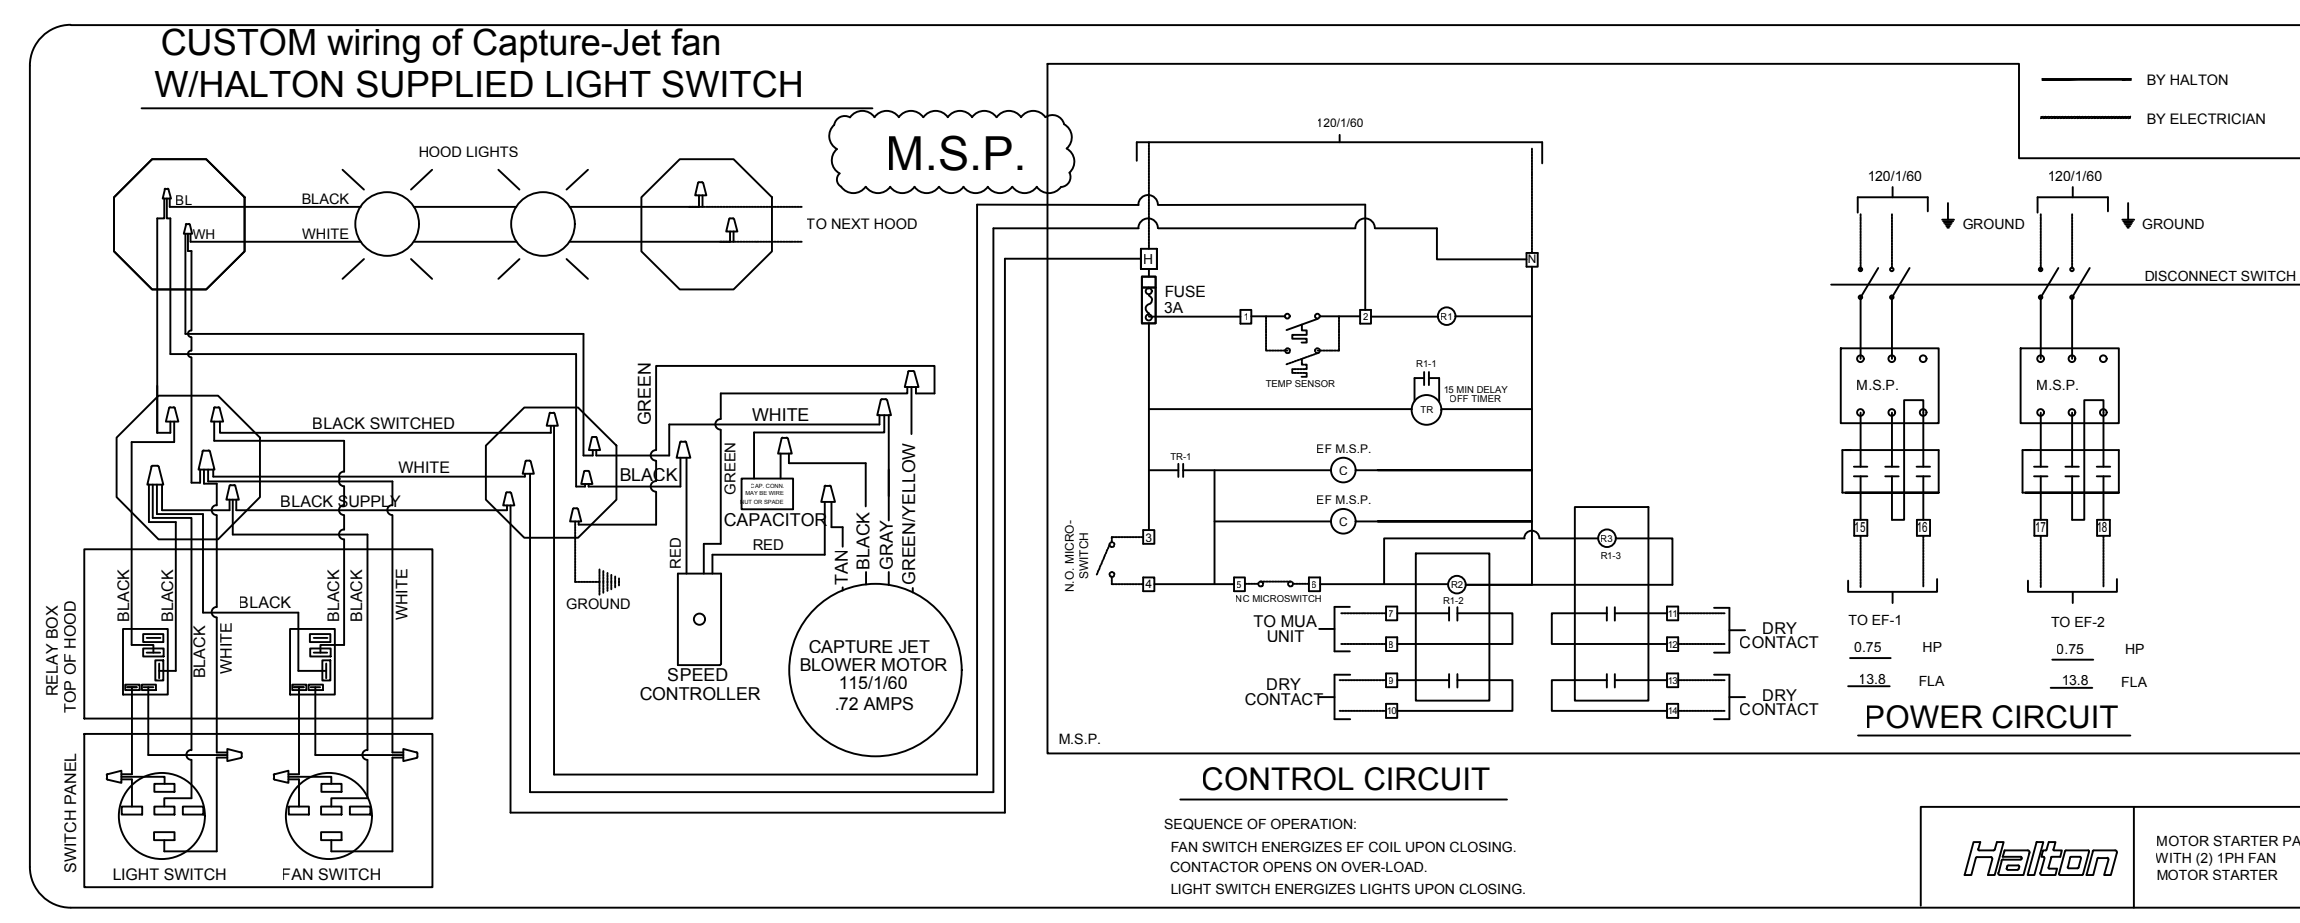 CUSTOM wiring of Capture-Jet fan
W/HALTON SUPPLIED LIGHT SWITCH
M.S.P.
HOOD LIGHTS
BL
BLACK
WH
WHITE
TO NEXT HOOD
BLACK SWITCHED
WHITE
BLACK SUPPLY
GREEN
WHITE
BLACK
GREEN
CAP. CONN.
MAY BE WIRE
NUT OR SPADE
CAPACITOR
RED
RED
TAN
BLACK
GRAY
GREEN/YELLOW
GROUND
SPEED
CONTROLLER
CAPTURE JET
BLOWER MOTOR
115/1/60
.72 AMPS
RELAY BOX
TOP OF HOOD
BLACK
BLACK
BLACK
WHITE
BLACK
BLACK
BLACK
WHITE
SWITCH PANEL
LIGHT SWITCH
FAN SWITCH
120/1/60
H
N
FUSE
3A
1
2
R1
TEMP SENSOR
R1-1
15 MIN DELAY
OFF TIMER
TR
TR-1
EF M.S.P.
C
EF M.S.P.
C
N.O. MICRO-
SWITCH
3
4
5
6
NC MICROSWITCH
R2
R1-2
R3
R1-3
TO MUA
UNIT
7
8
DRY
CONTACT
9
10
11
12
DRY
CONTACT
13
14
DRY
CONTACT
M.S.P.
CONTROL CIRCUIT
SEQUENCE OF OPERATION:
FAN SWITCH ENERGIZES EF COIL UPON CLOSING.
CONTACTOR OPENS ON OVER-LOAD.
LIGHT SWITCH ENERGIZES LIGHTS UPON CLOSING.
BY HALTON
BY ELECTRICIAN
120/1/60
GROUND
120/1/60
GROUND
DISCONNECT SWITCH
M.S.P.
M.S.P.
15
16
17
18
TO EF-1
0.75 HP
13.8 FLA
TO EF-2
0.75 HP
13.8 FLA
POWER CIRCUIT
Halton
MOTOR STARTER PA
WITH (2) 1PH FAN
MOTOR STARTER